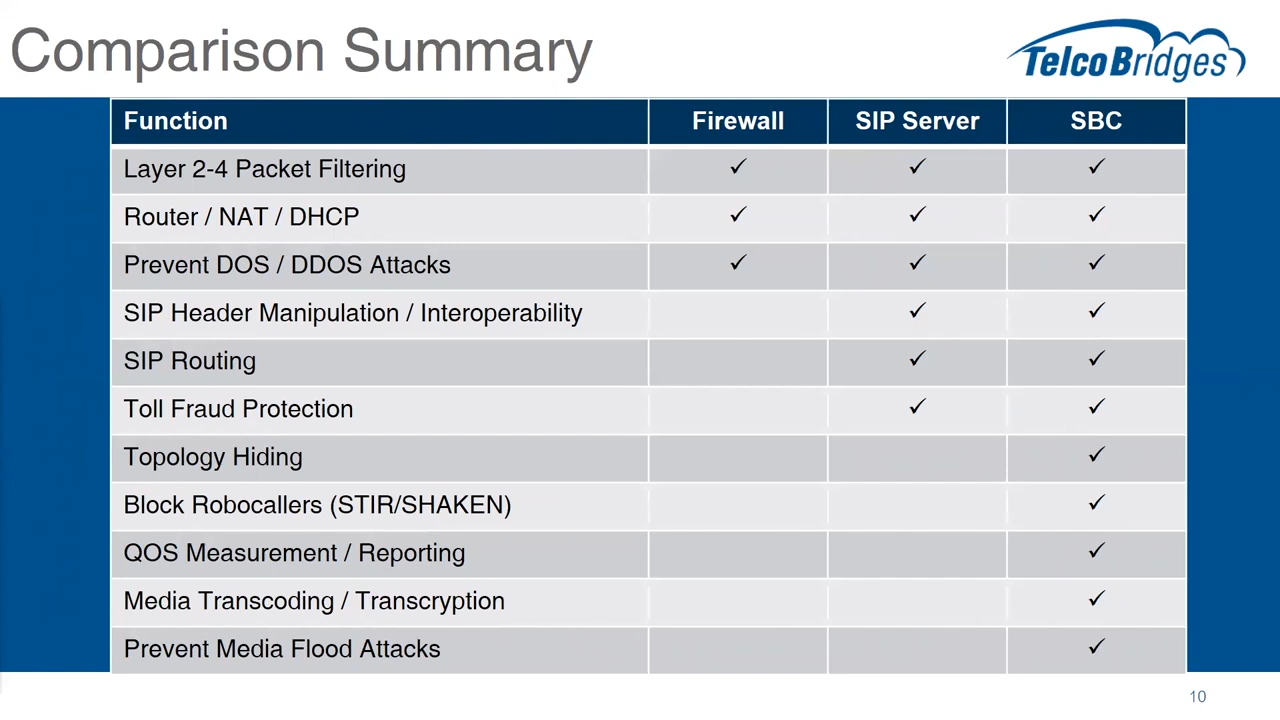 Comparison Summary
TelcoBridges
Function Firewall SIP Server SBC
Layer 2-4 Packet Filtering ✓ ✓ ✓
Router / NAT / DHCP ✓ ✓ ✓
Prevent DOS / DDOS Attacks ✓ ✓ ✓
SIP Header Manipulation / Interoperability ✓ ✓
SIP Routing ✓ ✓
Toll Fraud Protection ✓ ✓
Topology Hiding ✓
Block Robocallers (STIR/SHAKEN) ✓
QOS Measurement / Reporting ✓
Media Transcoding / Transcryption ✓
Prevent Media Flood Attacks ✓
10